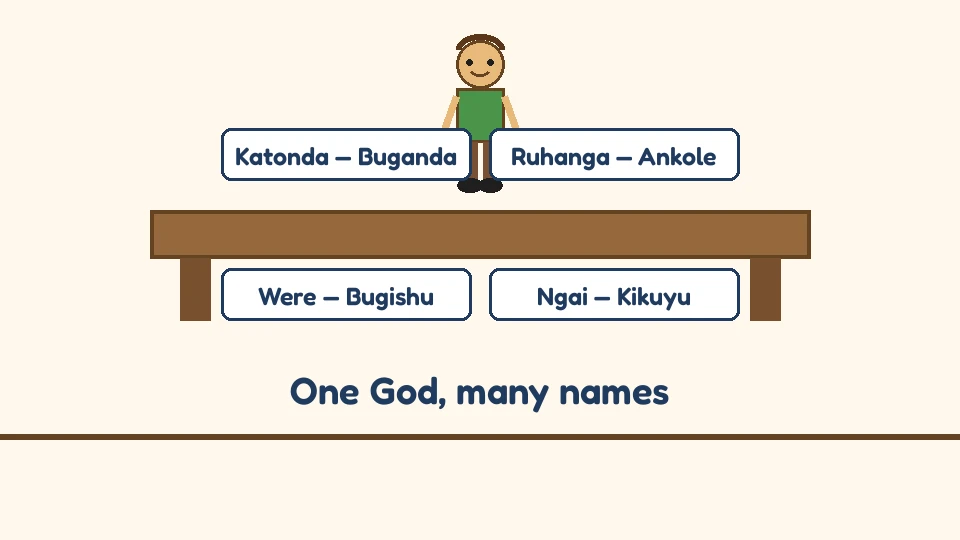 Katonda — Buganda
Ruhanga — Ankole
Were — Bugishu
Ngai — Kikuyu
One God, many names